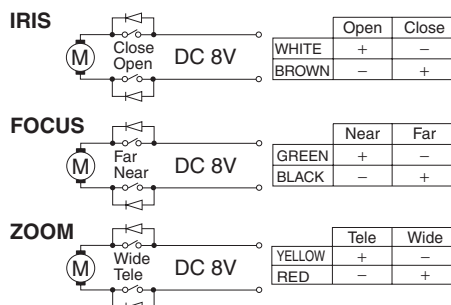 IRIS
M
Close
Open
DC 8V
Open Close
WHITE + −
BROWN − +
FOCUS
M
Far
Near
DC 8V
Near Far
GREEN + −
BLACK − +
ZOOM
M
Wide
Tele
DC 8V
Tele Wide
YELLOW + −
RED − +